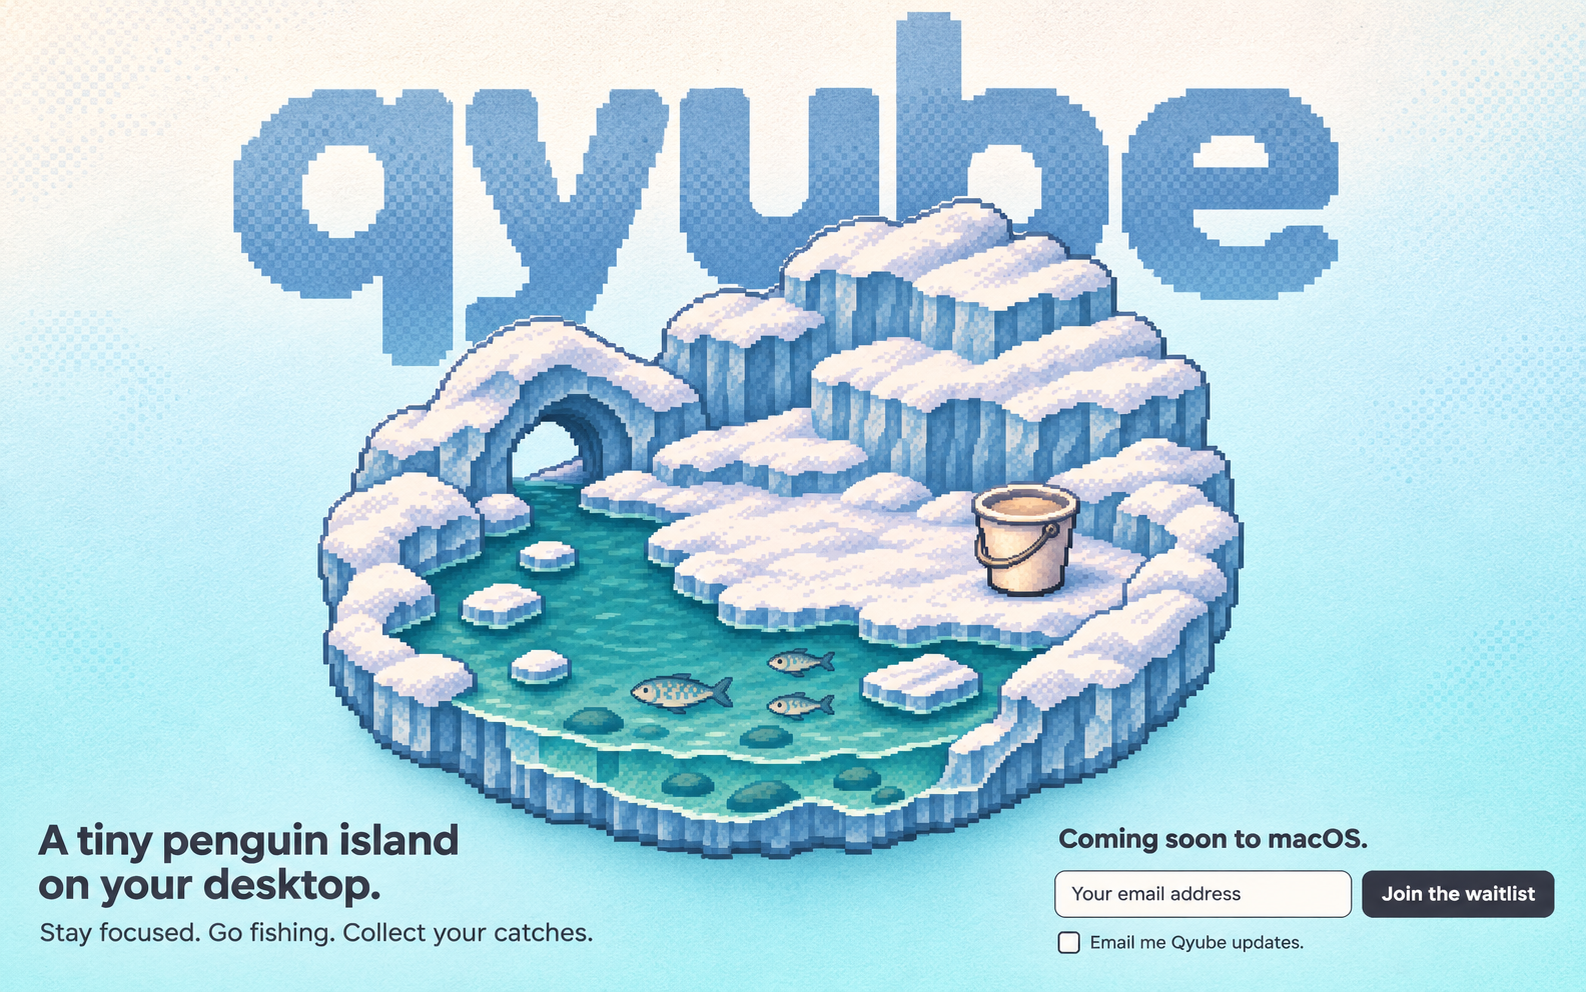 qyube
A tiny penguin island
on your desktop.
Stay focused. Go fishing. Collect your catches.
Coming soon to macOS.
Your email address
Join the waitlist
Email me Qyube updates.